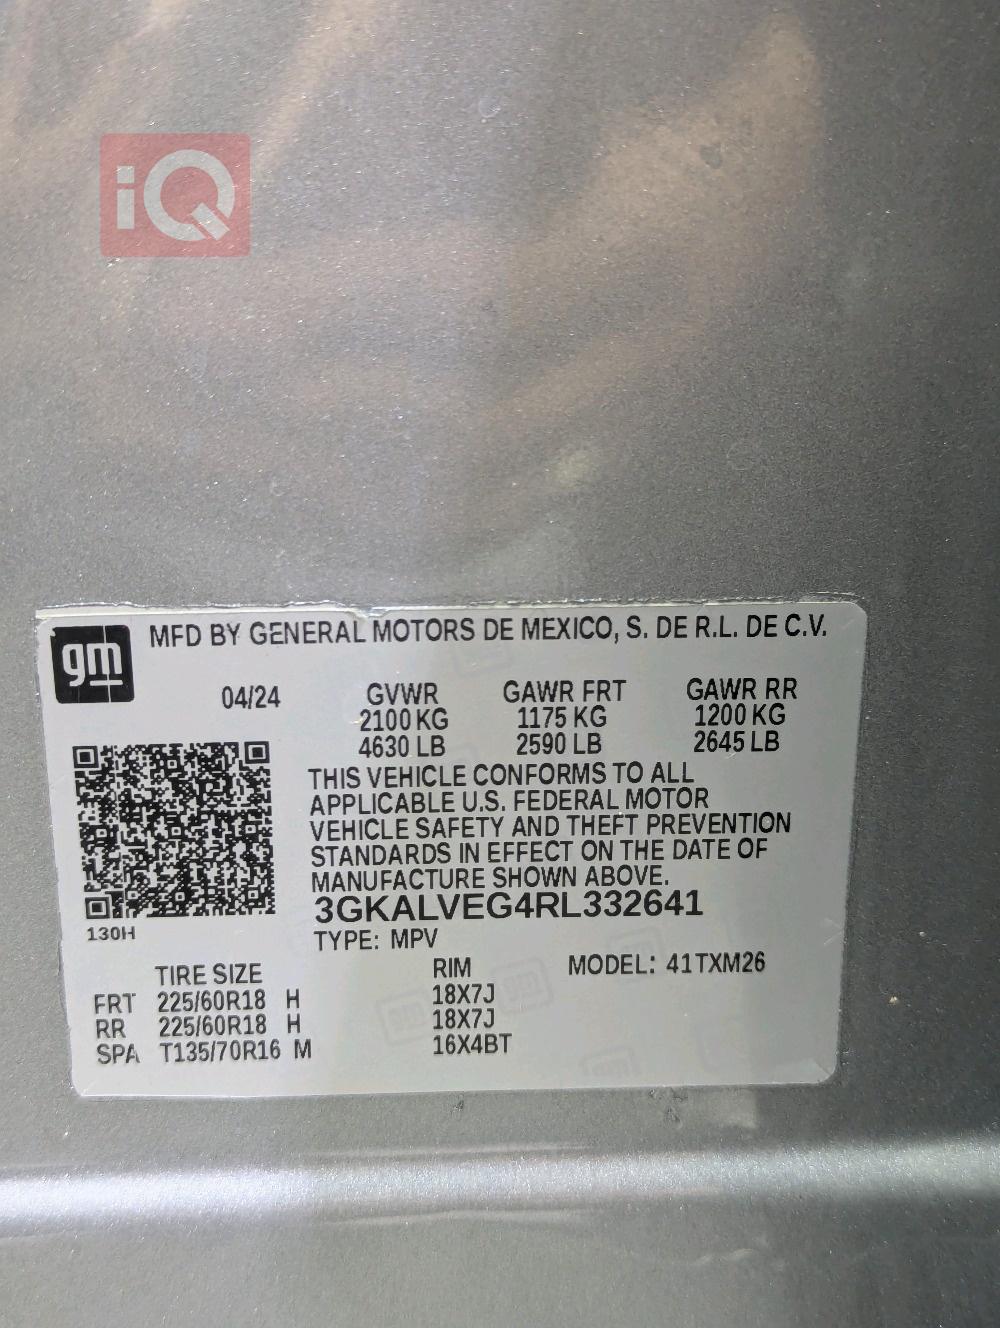 iQ
gm MFD BY GENERAL MOTORS DE MEXICO, S. DE R.L. DE C.V.
04/24 GVWR GAWR FRT GAWR RR
2100 KG 1175 KG 1200 KG
4630 LB 2590 LB 2645 LB
THIS VEHICLE CONFORMS TO ALL
APPLICABLE U.S. FEDERAL MOTOR
VEHICLE SAFETY AND THEFT PREVENTION
STANDARDS IN EFFECT ON THE DATE OF
MANUFACTURE SHOWN ABOVE.
3GKALVEG4RL332641
130H
TYPE: MPV
TIRE SIZE RIM MODEL: 41TXM26
FRT 225/60R18 H 18X7J
RR 225/60R18 H 18X7J
SPA T135/70R16 M 16X4BT